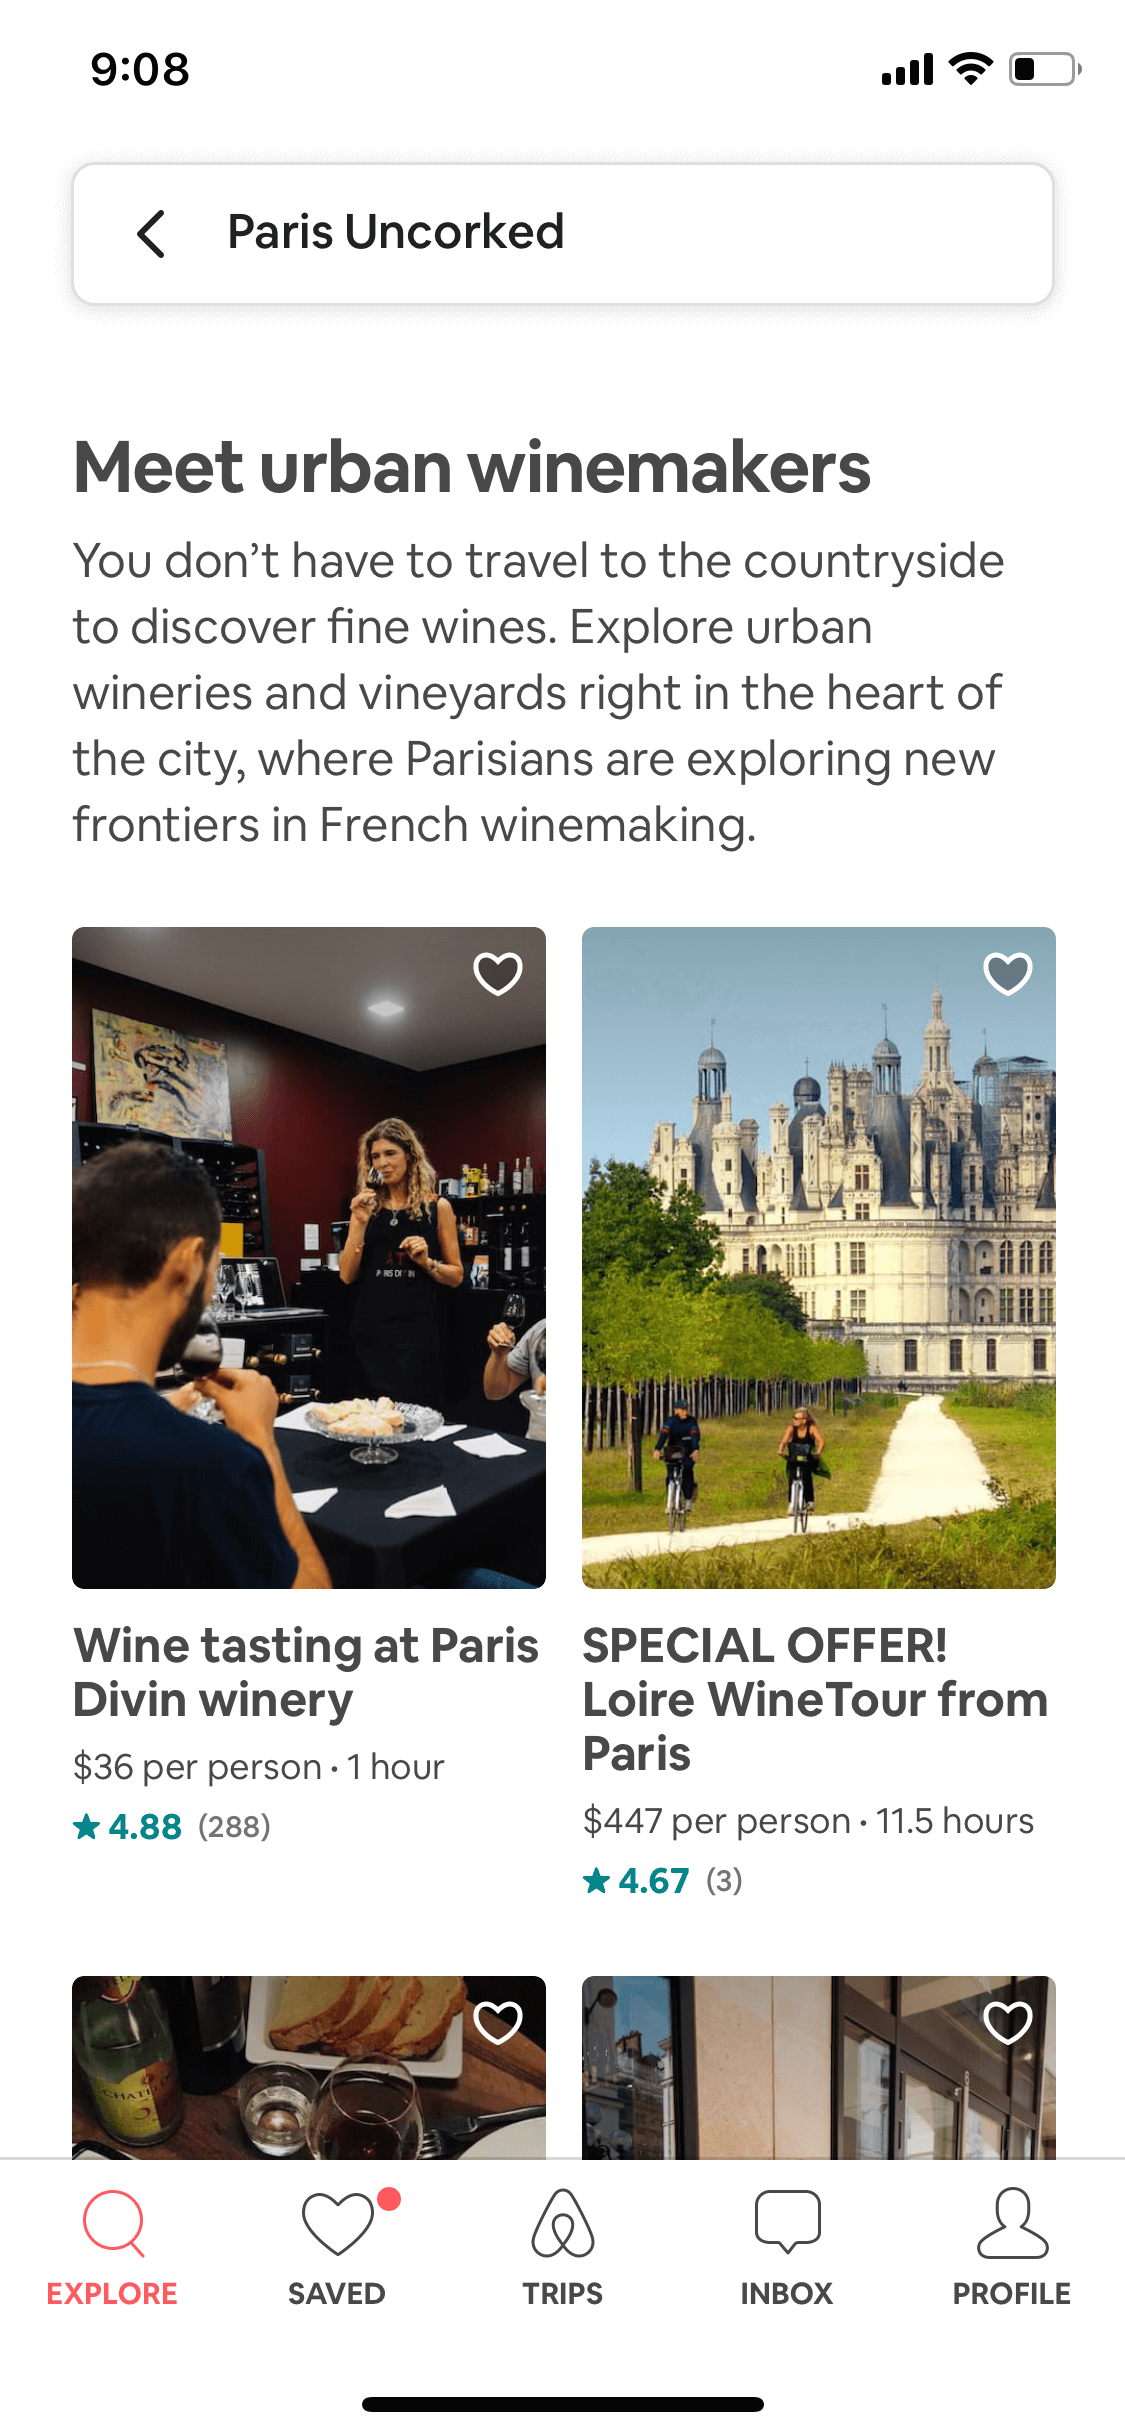 9:08
Paris Uncorked
Meet urban winemakers
You don’t have to travel to the countryside
to discover fine wines. Explore urban
wineries and vineyards right in the heart of
the city, where Parisians are exploring new
frontiers in French winemaking.
Wine tasting at Paris
Divin winery
$36 per person · 1 hour
4.88 (288)
SPECIAL OFFER!
Loire WineTour from
Paris
$447 per person · 11.5 hours
4.67 (3)
EXPLORE
SAVED
TRIPS
INBOX
PROFILE